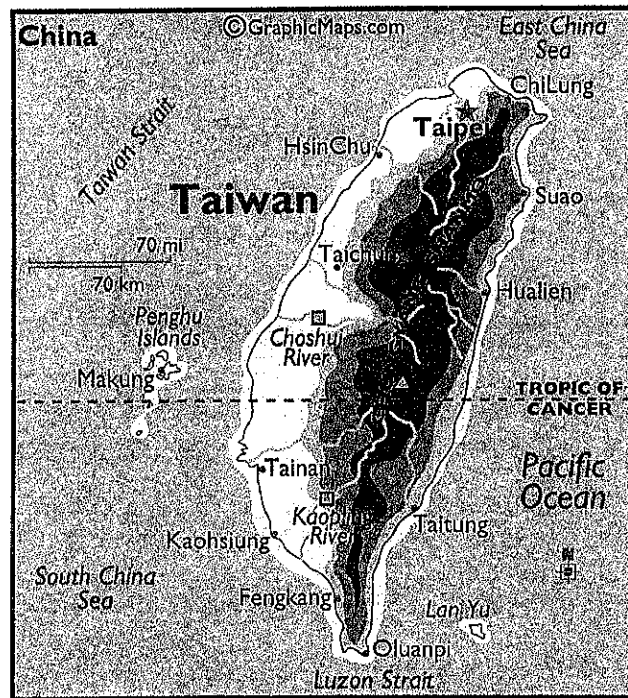 China
© GraphicMaps.com
East China
Sea
ChiLung
Taipei
Taiwan Strait
HsinChu
Taiwan
Suao
70 mi
70 km
Hualien
Penghu
Islands
Choshui
River
Makung
TROPIC OF
CANCER
Tainan
Pacific
Ocean
River
Taitung
Kaohsiung
South China
Sea
Fengkang
Lan Yu
Oluanpi
Luzon Strait